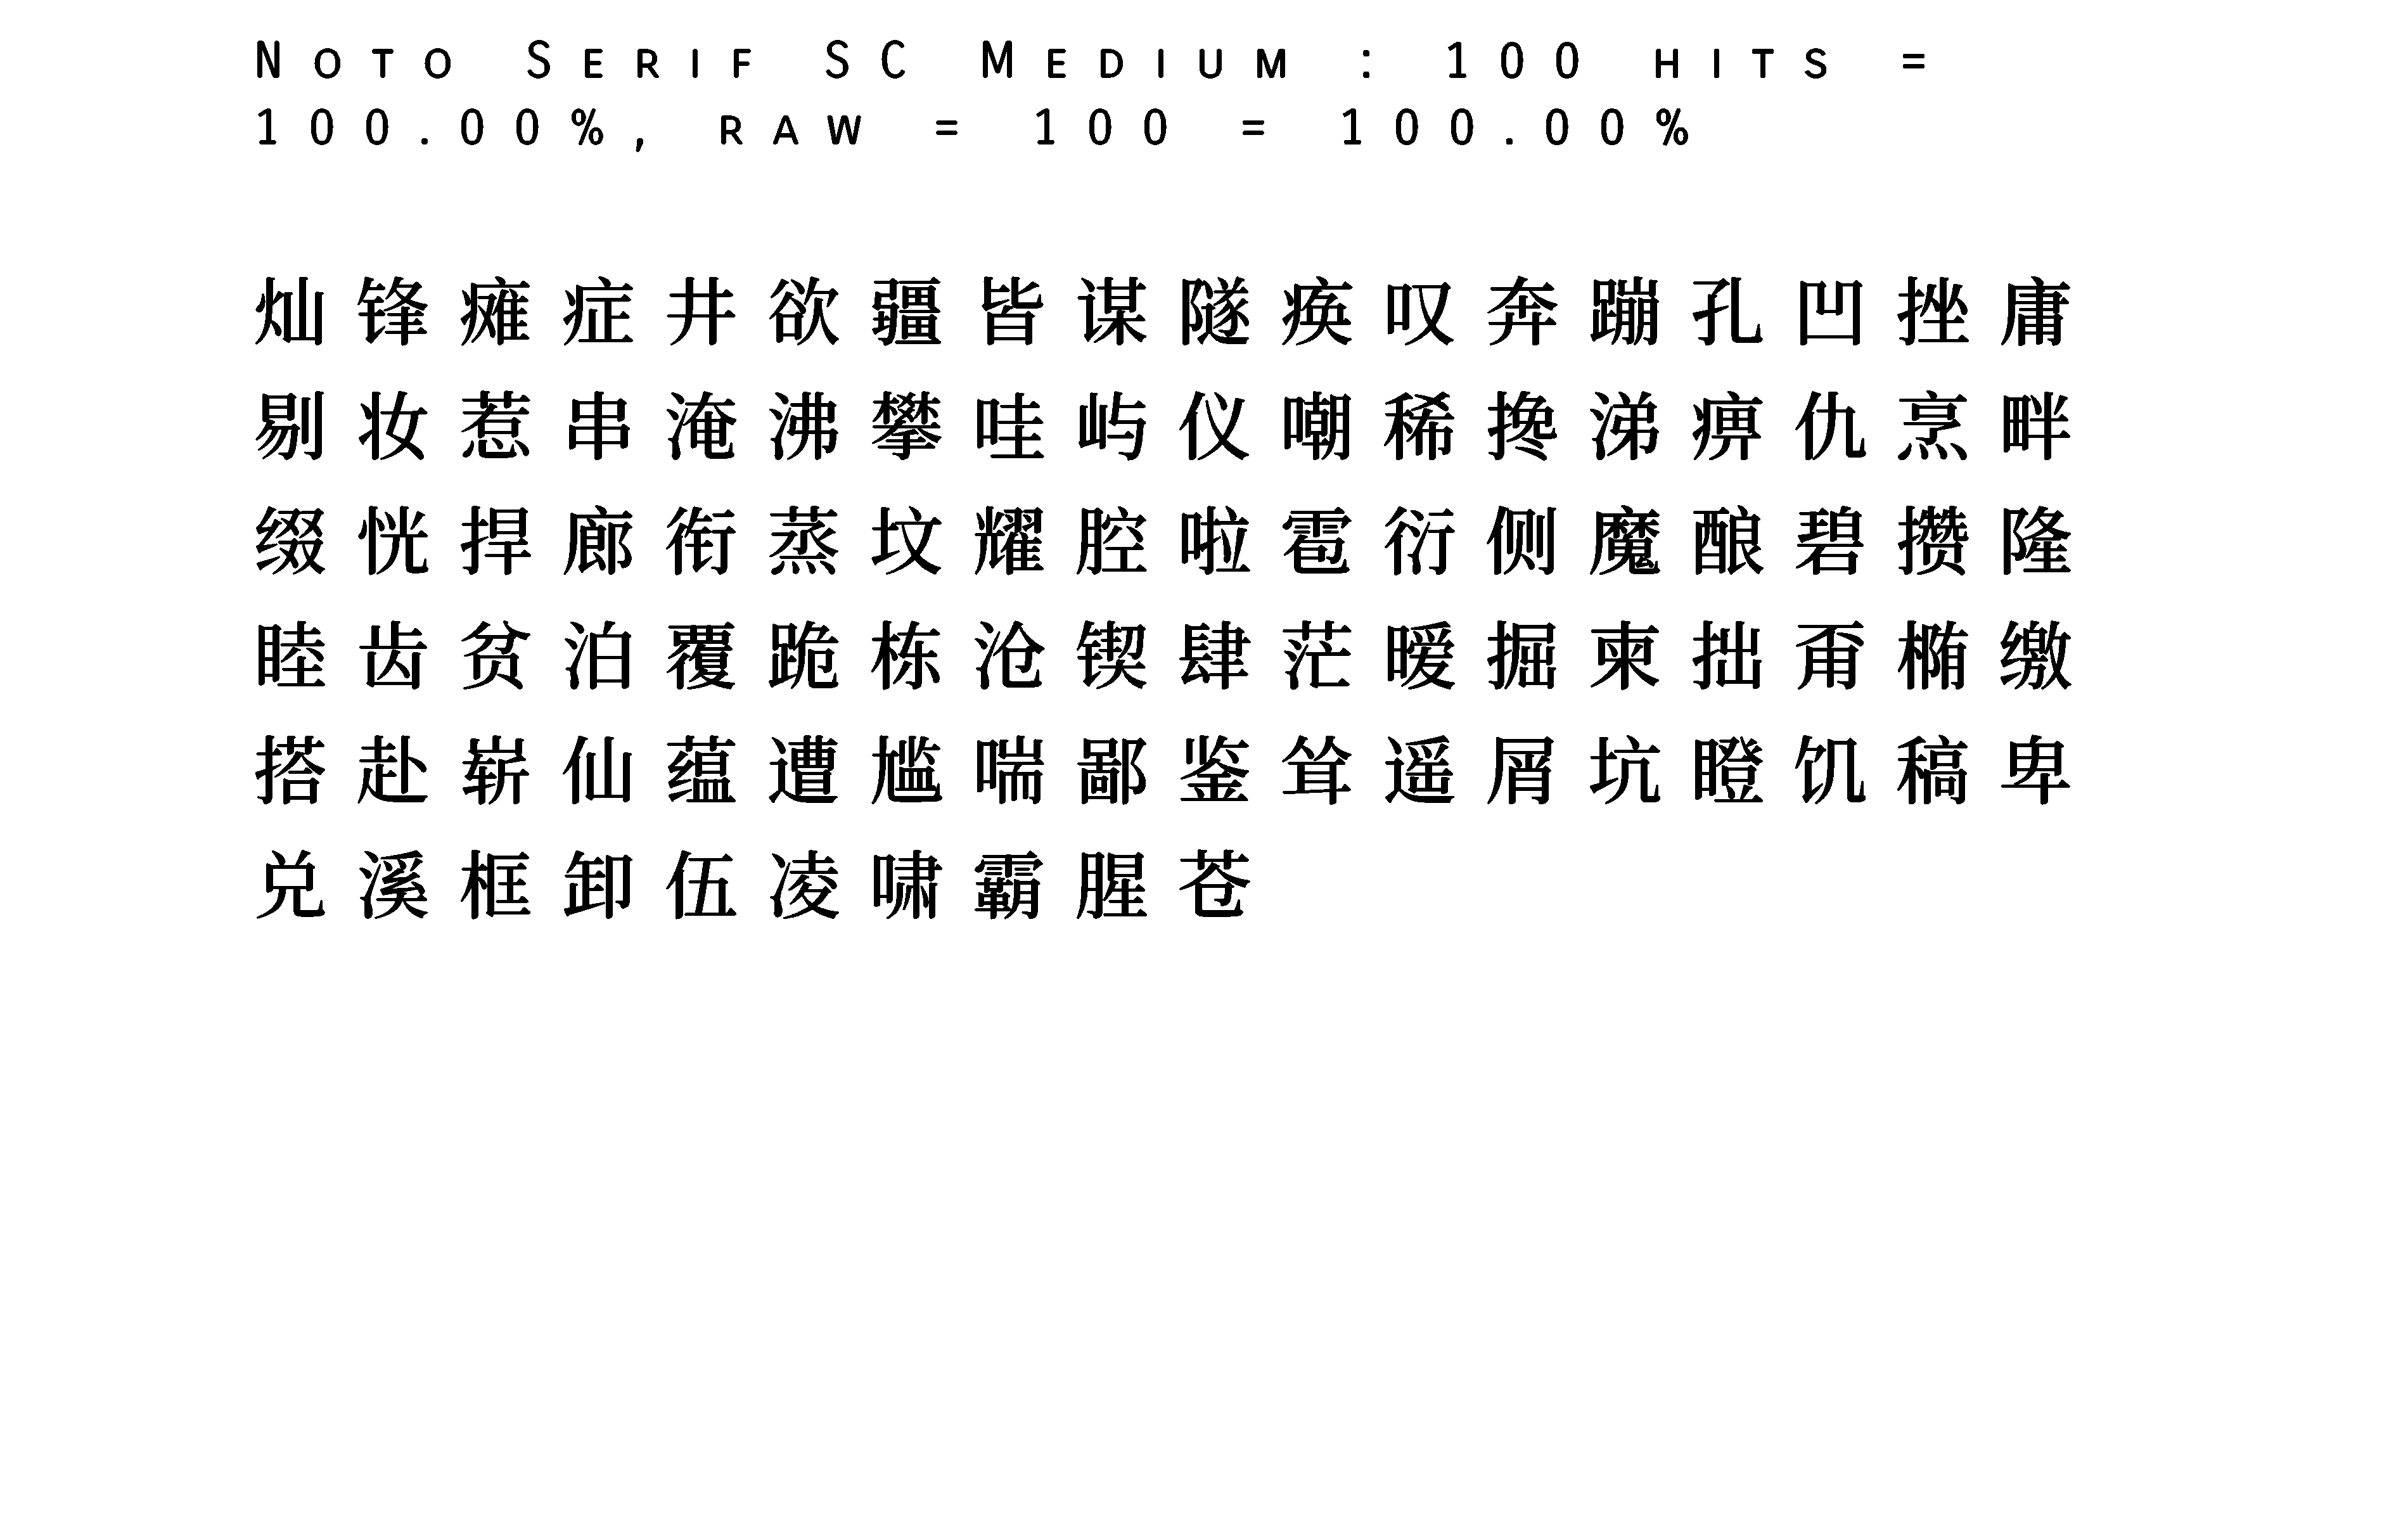 Noto Serif SC Medium : 100 hits =
100.00%, raw = 100 = 100.00%
灿锋瘫症井欲疆皆谋隧痪叹奔蹦孔凹挫庸
剔妆惹串淹沸攀哇屿仪嘲稀搀涕痹仇烹畔
缀恍捍廊衔蒸坟耀腔啦雹衍侧魔酿碧攒隆
睦齿贫泊覆跪栋沧锲肆茫暧掘柬拙甭椭缴
搭赴崭仙蕴遭尴喘鄙鉴耸遥屑坑瞪饥稿卑
兑溪框卸伍凌啸霸腥苍